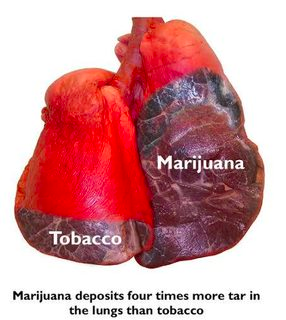 Marijuana
Tobacco
Marijuana deposits four times more tar in
the lungs than tobacco